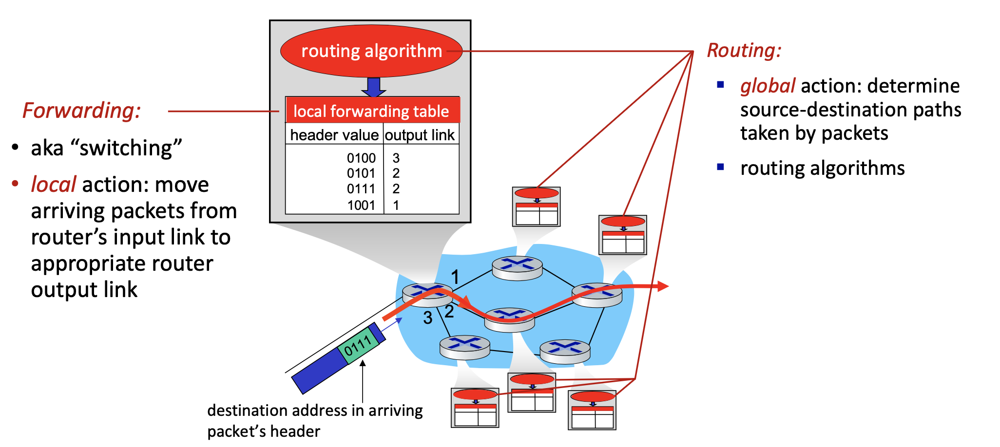 routing algorithm
local forwarding table
header value output link
0100 3
0101 2
0111 2
1001 1
Forwarding:
• aka “switching”
• local action: move
arriving packets from
router’s input link to
appropriate router
output link
Routing:
▪ global action: determine
source-destination paths
taken by packets
▪ routing algorithms
1
2
3
0111
destination address in arriving
packet’s header